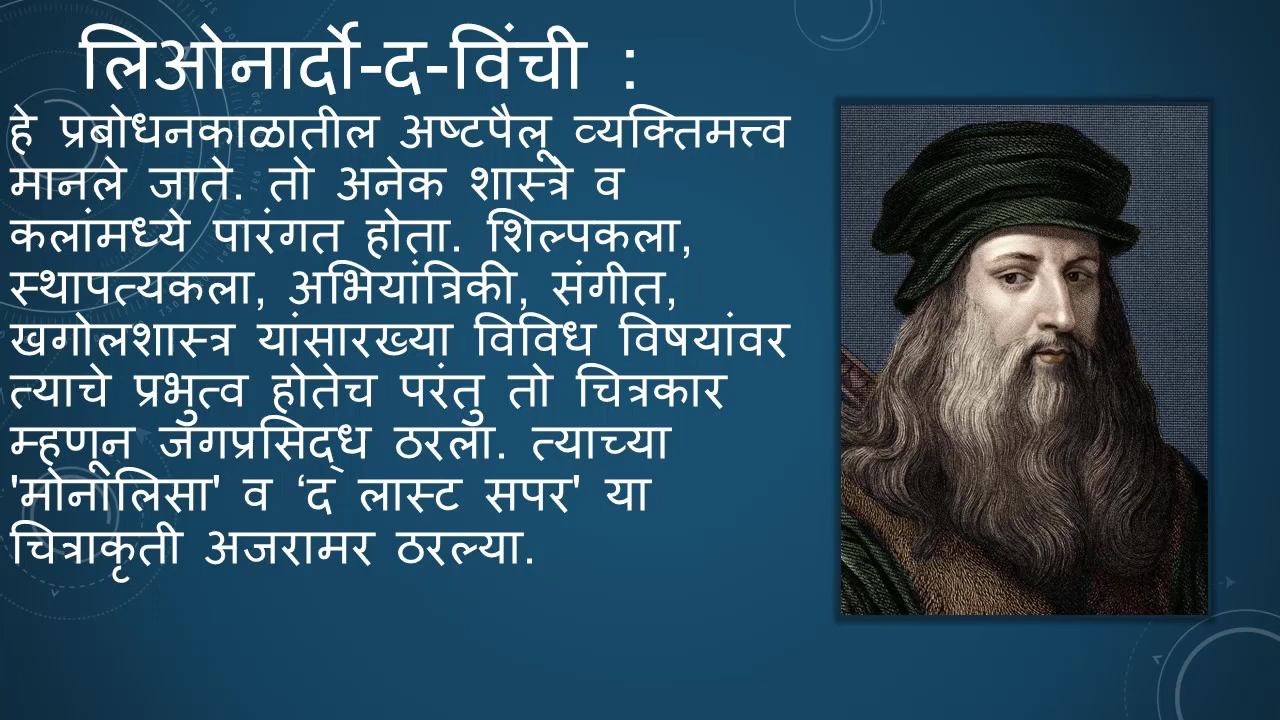 लिओनार्दो-द-विंची :
हे प्रबोधनकाळातील अष्टपैलू व्यक्तिमत्त्व
मानले जाते. तो अनेक शास्त्रे व
कलांमध्ये पारंगत होता. शिल्पकला,
स्थापत्यकला, अभियांत्रिकी, संगीत,
खगोलशास्त्र यांसारख्या विविध विषयांवर
त्याचे प्रभुत्व होतेच परंतु तो चित्रकार
म्हणून जगप्रसिद्ध ठरला. त्याच्या
'मोनालिसा' व ‘द लास्ट सपर' या
चित्राकृती अजरामर ठरल्या.